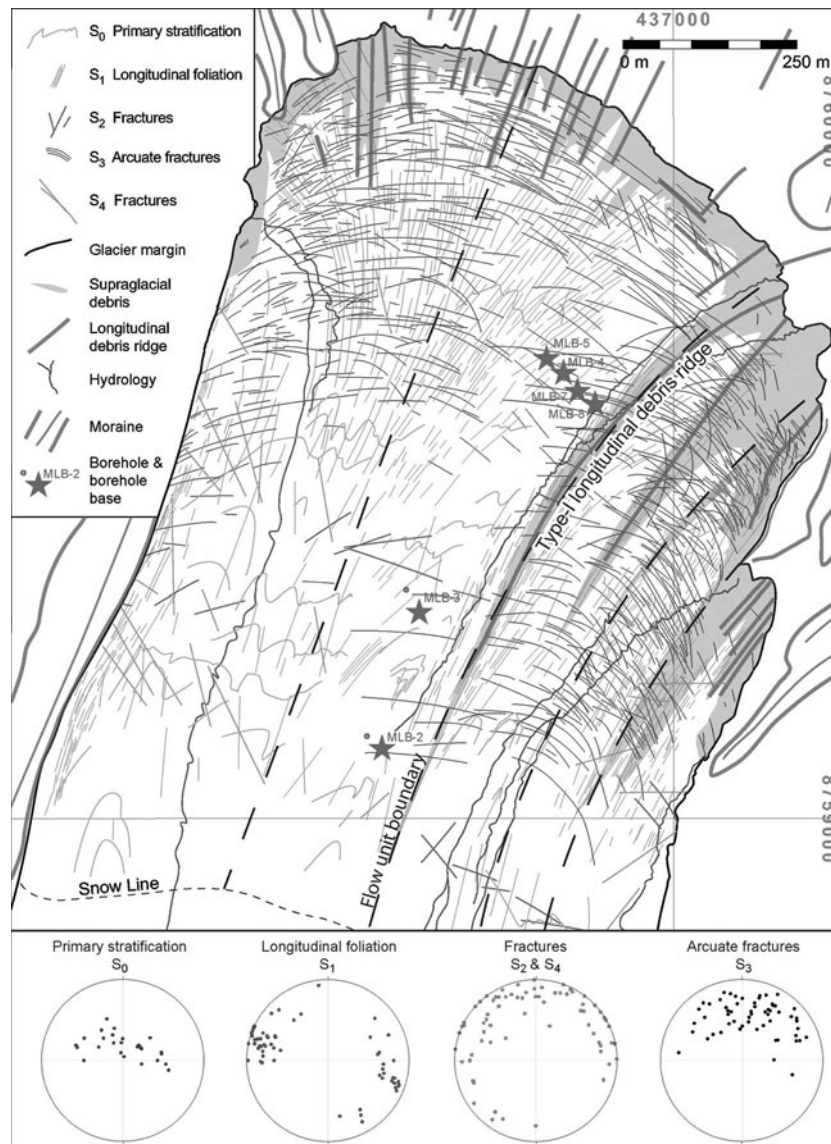 S0 Primary stratification
S1 Longitudinal foliation
S2 Fractures
S3 Arcuate fractures
S4 Fractures
Glacier margin
Supraglacial
debris
Longitudinal
debris ridge
Hydrology
Moraine
MLB-2
Borehole &
borehole
base
437000
0 m
250 m
8760000
MLB-5
MLB-4
MLB-7
Type-I longitudinal debris ridge
MLB-3
MLB-2
Flow unit boundary
8759000
Snow Line
Primary stratification
S0
Longitudinal foliation
S1
Fractures
S2 & S4
Arcuate fractures
S3